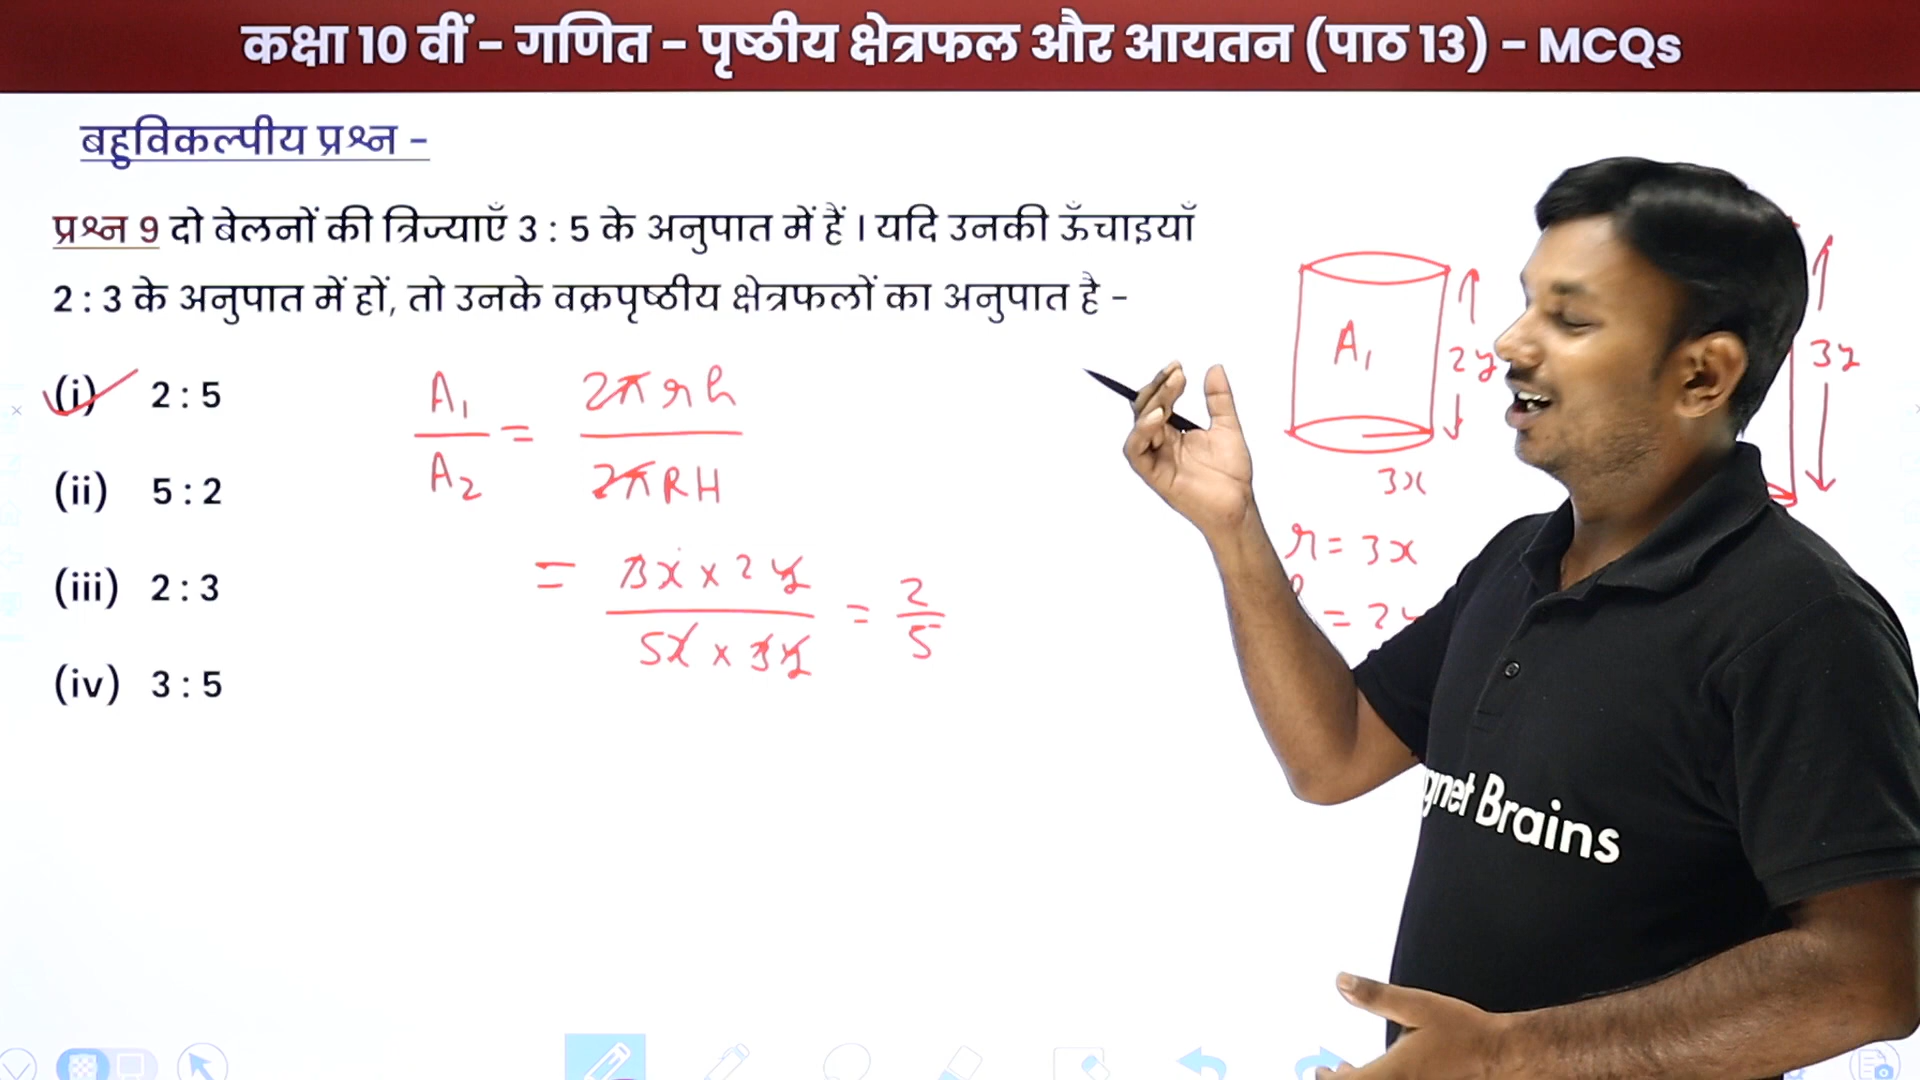 कक्षा 10 वीं – गणित – पृष्ठीय क्षेत्रफल और आयतन (पाठ 13) – MCQs
बहुविकल्पीय प्रश्न –
प्रश्न 9 दो बेलनों की त्रिज्याएँ 3 : 5 के अनुपात में हैं । यदि उनकी ऊँचाइयाँ
2 : 3 के अनुपात में हों, तो उनके वक्रपृष्ठीय क्षेत्रफलों का अनुपात है –
(i) 2 : 5
(ii) 5 : 2
(iii) 2 : 3
(iv) 3 : 5
A₁ / A₂ = 2πrh / 2πRH
= 3x × 2y / 5x × 3y = 2 / 5
A₁
2y
3x
3y
r = 3x
= 2y
gnet Brains